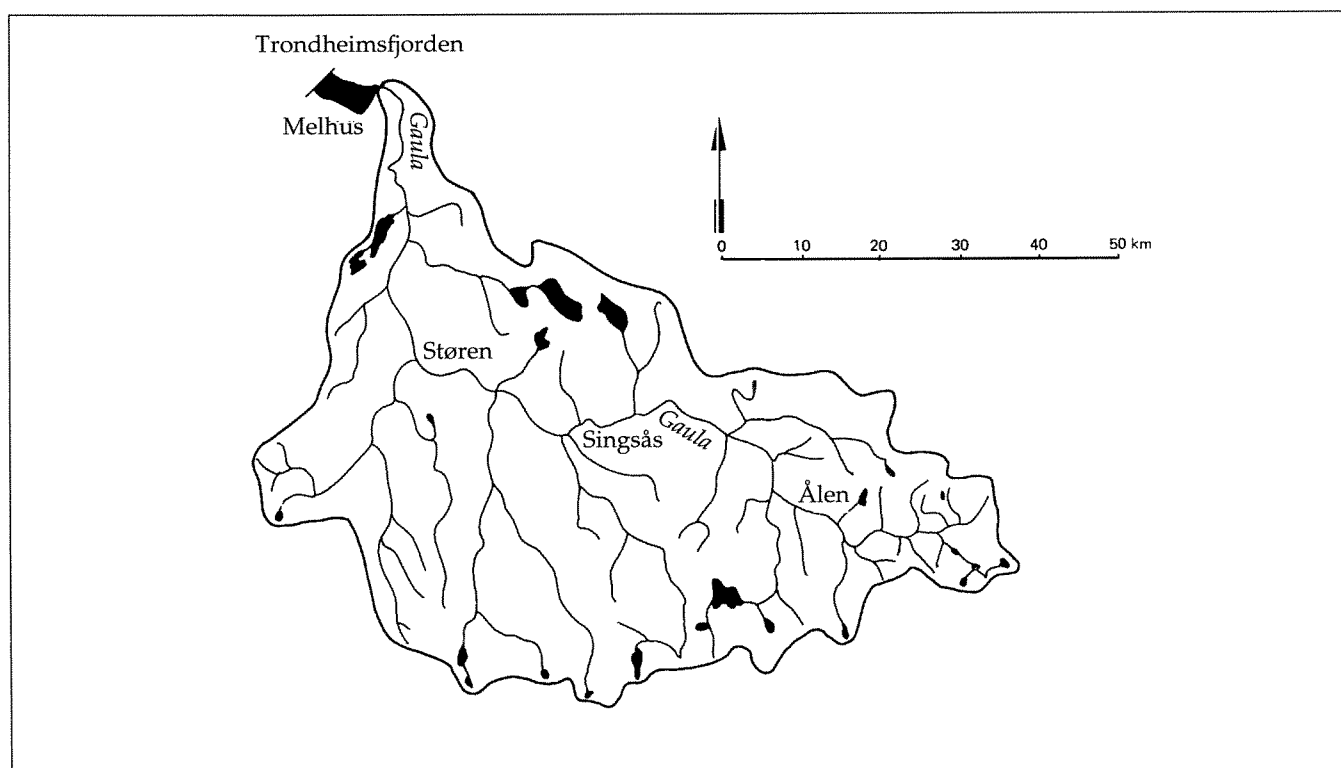 Trondheimsfjorden
Melhus
Gaula
0 10 20 30 40 50 km
Støren
Singsås
Gaula
Ålen